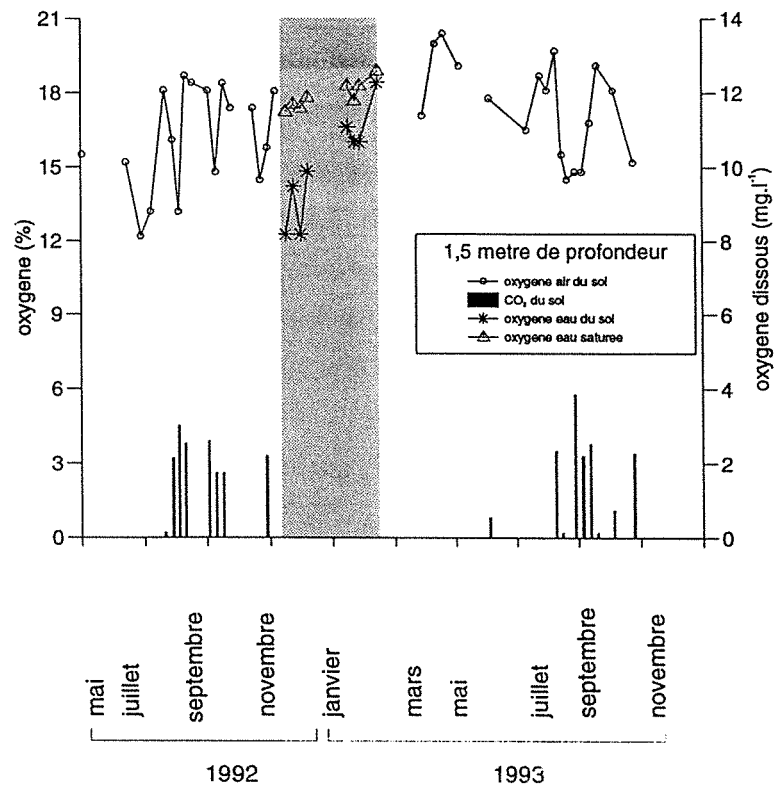 21
18
15
12
9
6
3
0
oxygene (%)
14
12
10
8
6
4
2
0
oxygene dissous (mg.l⁻¹)
1,5 metre de profondeur
oxygene air du sol
CO₂ du sol
oxygene eau du sol
oxygene eau saturee
mai
juillet
septembre
novembre
janvier
mars
mai
juillet
septembre
novembre
1992
1993